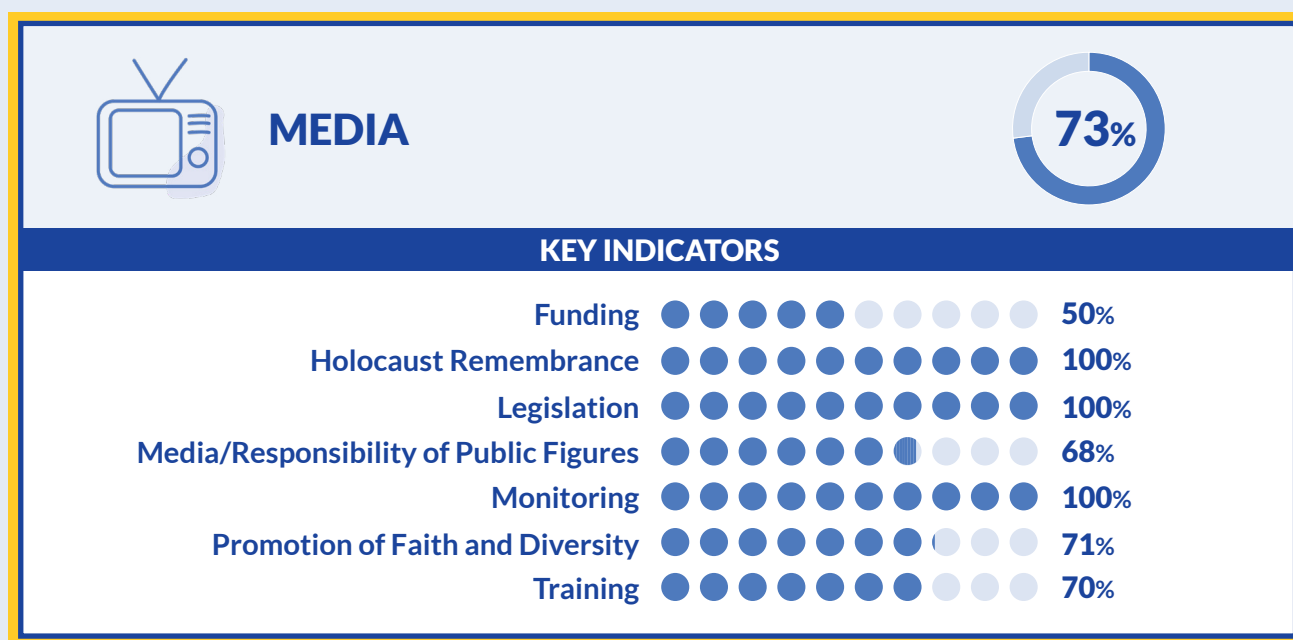 MEDIA
73%
KEY INDICATORS
Funding 50%
Holocaust Remembrance 100%
Legislation 100%
Media/Responsibility of Public Figures 68%
Monitoring 100%
Promotion of Faith and Diversity 71%
Training 70%